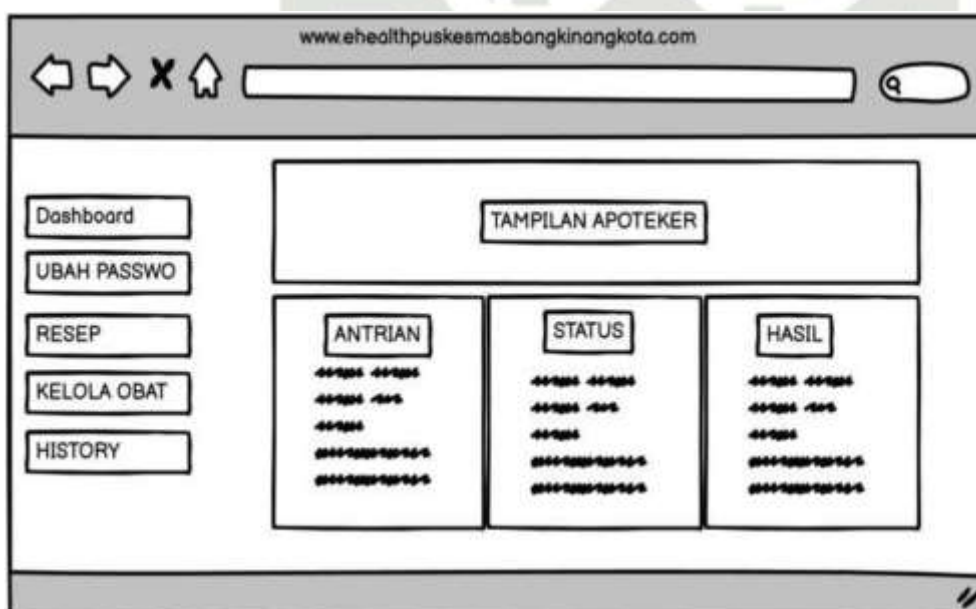 www.ehealthpuskesmasbangkinangkota.com
Dashboard
UBAH PASSWO
RESEP
KELOLA OBAT
HISTORY
TAMPILAN APOTEKER
ANTRIAN
STATUS
HASIL